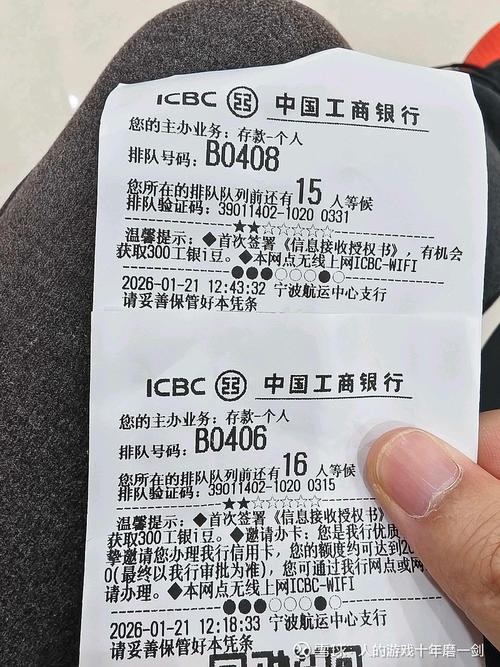 ICBC 中国工商银行
您的主办业务: 存款-个人
排队号码: B0408
您所在的排队队列前还有 15 人等候
排队验证码: 39011402-1020 0331
★★☆☆☆☆☆
温馨提示: ◆首次签署《信息接收授权书》, 有机会
获取300工银i豆。◆本网点无线上网ICBC-WIFI
●●●○○○●○
2026-01-21 12:43:32 宁波航运中心支行
请妥善保管好本凭条
ICBC 中国工商银行
您的主办业务: 存款-个人
排队号码: B0406
您所在的排队队列前还有 16 人等候
排队验证码: 39011402-1020 0315
★★☆☆☆☆☆
温馨提示: ◆首次签署《信息接收授权书》
获取300工银i豆。◆邀请办卡: 您是我行优质
挚邀请您办理我行信用卡, 您的额度约可达到20
0(最终以我行审批为准), 您可通过我行网点或网
请办理。◆本网点无线上网ICBC-WIFI
●●●○○○●○
2026-01-21 12:18:33 宁波航运中心支行
请妥善保管好本凭条
雪球: 人的游戏十年磨一剑